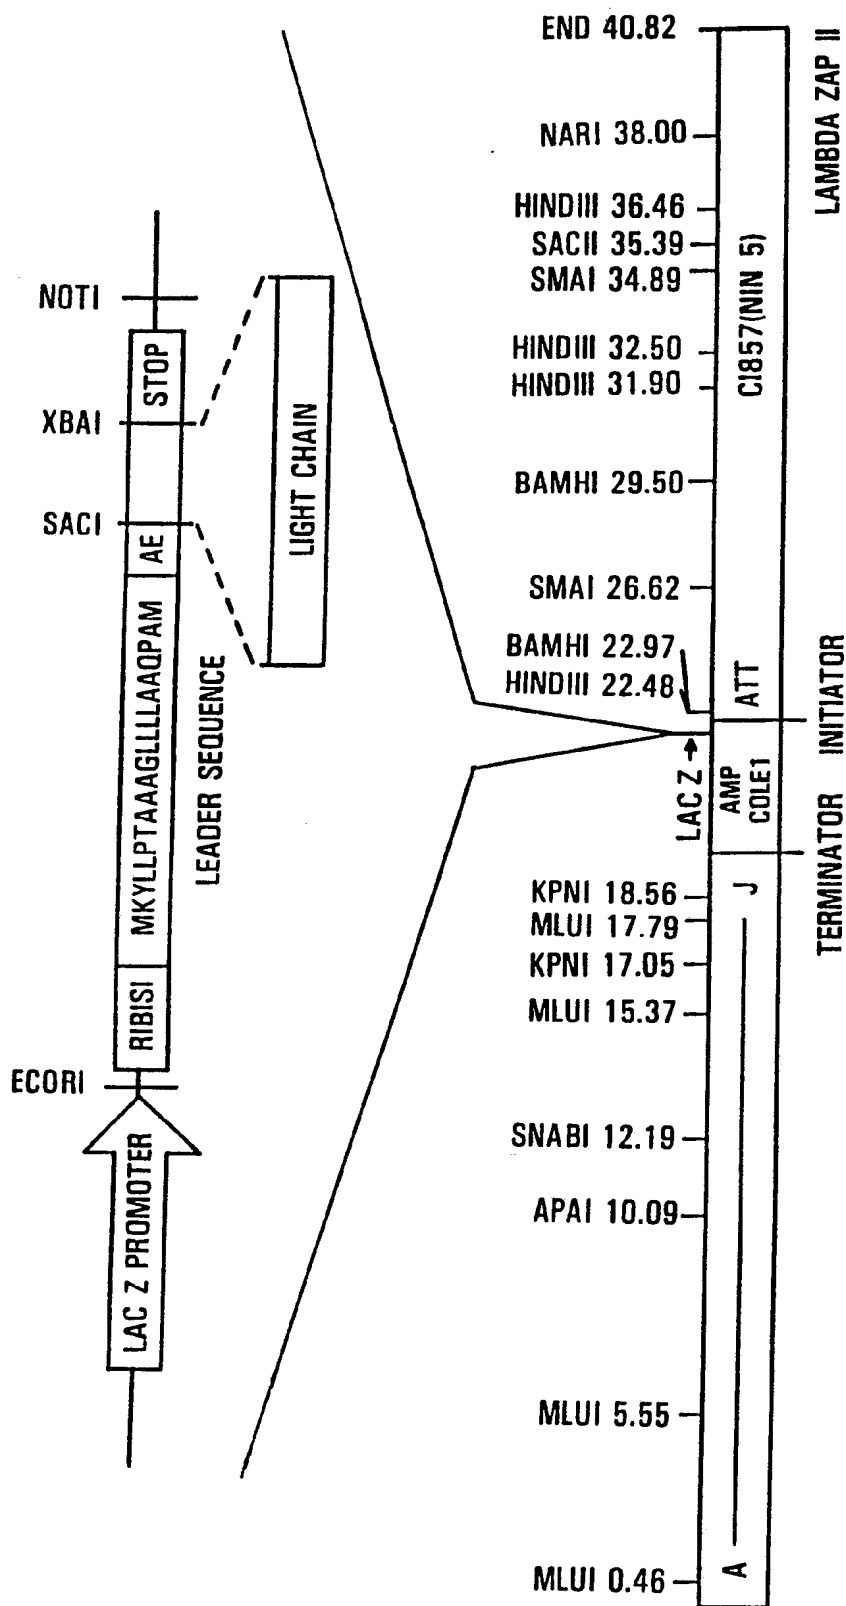 NOTI
XBAI
SACI
ECORI
STOP
AE
MKYLLPTAAAGLLLLAAQPAM
RIBISI
LAC Z PROMOTER
LEADER SEQUENCE
LIGHT CHAIN
END 40.82
NARI 38.00
HINDIII 36.46
SACII 35.39
SMAI 34.89
HINDIII 32.50
HINDIII 31.90
BAMHI 29.50
SMAI 26.62
BAMHI 22.97
HINDIII 22.48
LAC Z
KPNI 18.56
MLUI 17.79
KPNI 17.05
MLUI 15.37
SNABI 12.19
APAI 10.09
MLUI 5.55
MLUI 0.46
CI857(NIN 5)
ATT
AMP
COLE1
J
A
LAMBDA ZAP II
INITIATOR
TERMINATOR